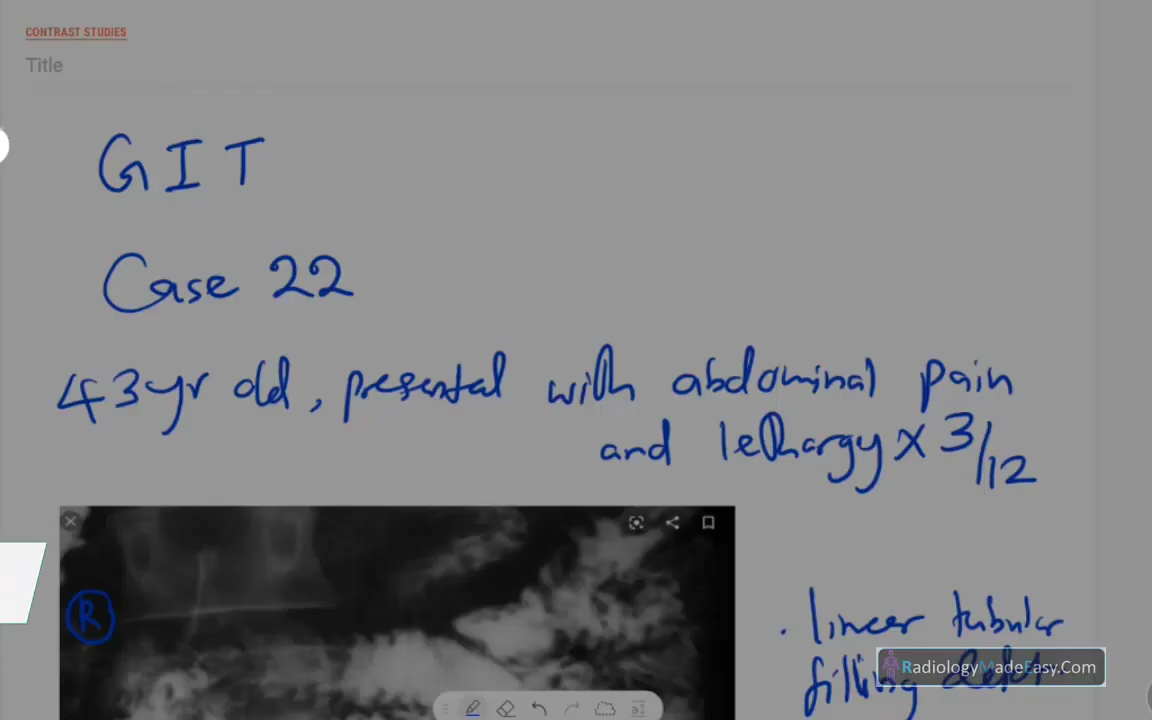 CONTRAST STUDIES
Title
GIT
Case 22
43yr old, presental with abdominal pain
and lethargy x 3/12
R
. linear tubular
filling
RadiologyMadeEasy.Com